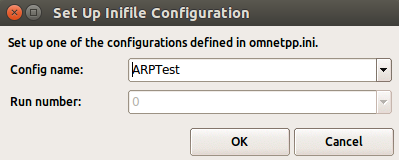 Set Up Inifile Configuration
Set up one of the configurations defined in omnetpp.ini.
Config name: ARPTest
Run number: 0
OK Cancel